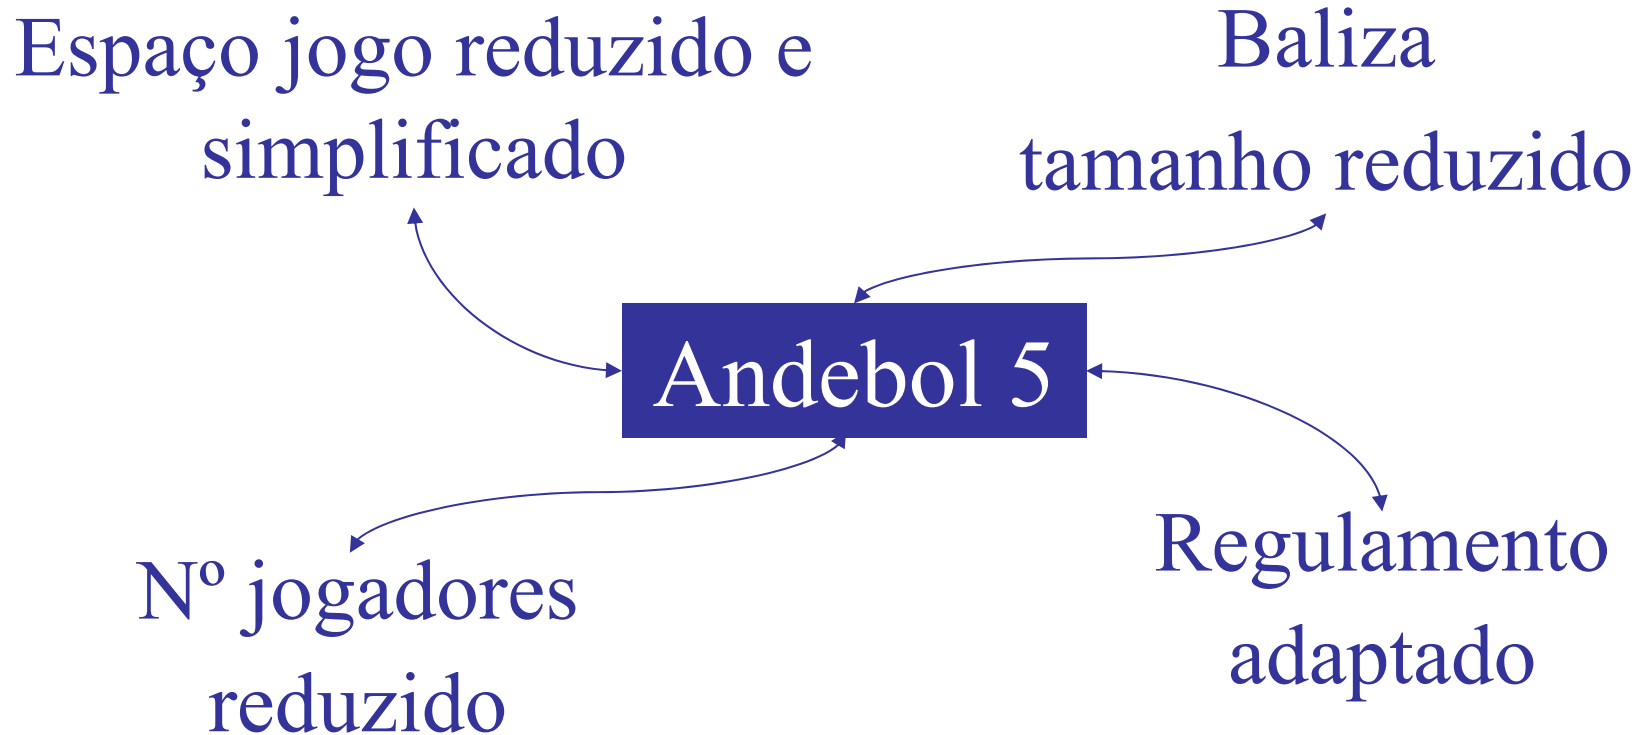 Espaço jogo reduzido e
simplificado
Baliza
tamanho reduzido
Andebol 5
Nº jogadores
reduzido
Regulamento
adaptado